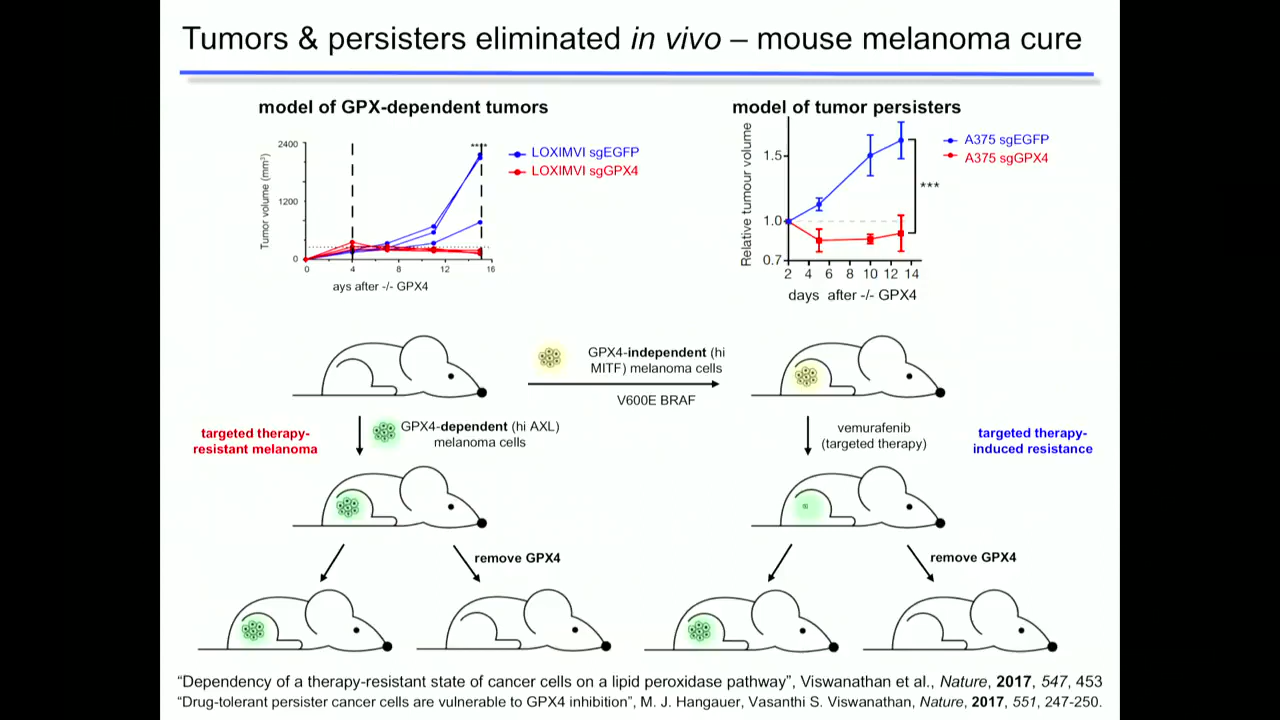 Tumors & persisters eliminated in vivo – mouse melanoma cure
model of GPX-dependent tumors
2400
1200
0
Tumor volume (mm³)
0 4 8 12 16
ays after -/- GPX4
****
LOXIMVI sgEGFP
LOXIMVI sgGPX4
model of tumor persisters
Relative tumour volume
1.5
1.0
0.7
2 4 6 8 10 12 14
days after -/- GPX4
***
A375 sgEGFP
A375 sgGPX4
GPX4-independent (hi
MITF) melanoma cells
V600E BRAF
targeted therapy-
resistant melanoma
GPX4-dependent (hi AXL)
melanoma cells
vemurafenib
(targeted therapy)
targeted therapy-
induced resistance
remove GPX4
remove GPX4
“Dependency of a therapy-resistant state of cancer cells on a lipid peroxidase pathway”, Viswanathan et al., Nature, 2017, 547, 453
“Drug-tolerant persister cancer cells are vulnerable to GPX4 inhibition”, M. J. Hangauer, Vasanthi S. Viswanathan, Nature, 2017, 551, 247-250.